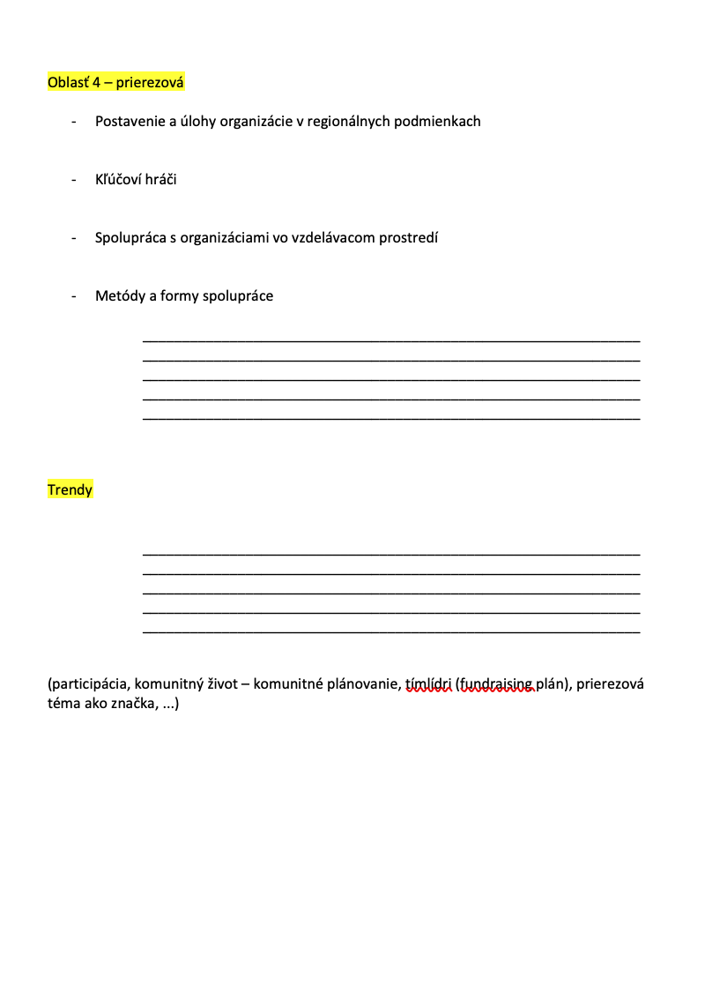 Oblasť 4 – prierezová
- Postavenie a úlohy organizácie v regionálnych podmienkach
- Kľúčoví hráči
- Spolupráca s organizáciami vo vzdelávacom prostredí
- Metódy a formy spolupráce
Trendy
(participácia, komunitný život – komunitné plánovanie, tímlídri (fundraising plán), prierezová
téma ako značka, ...)